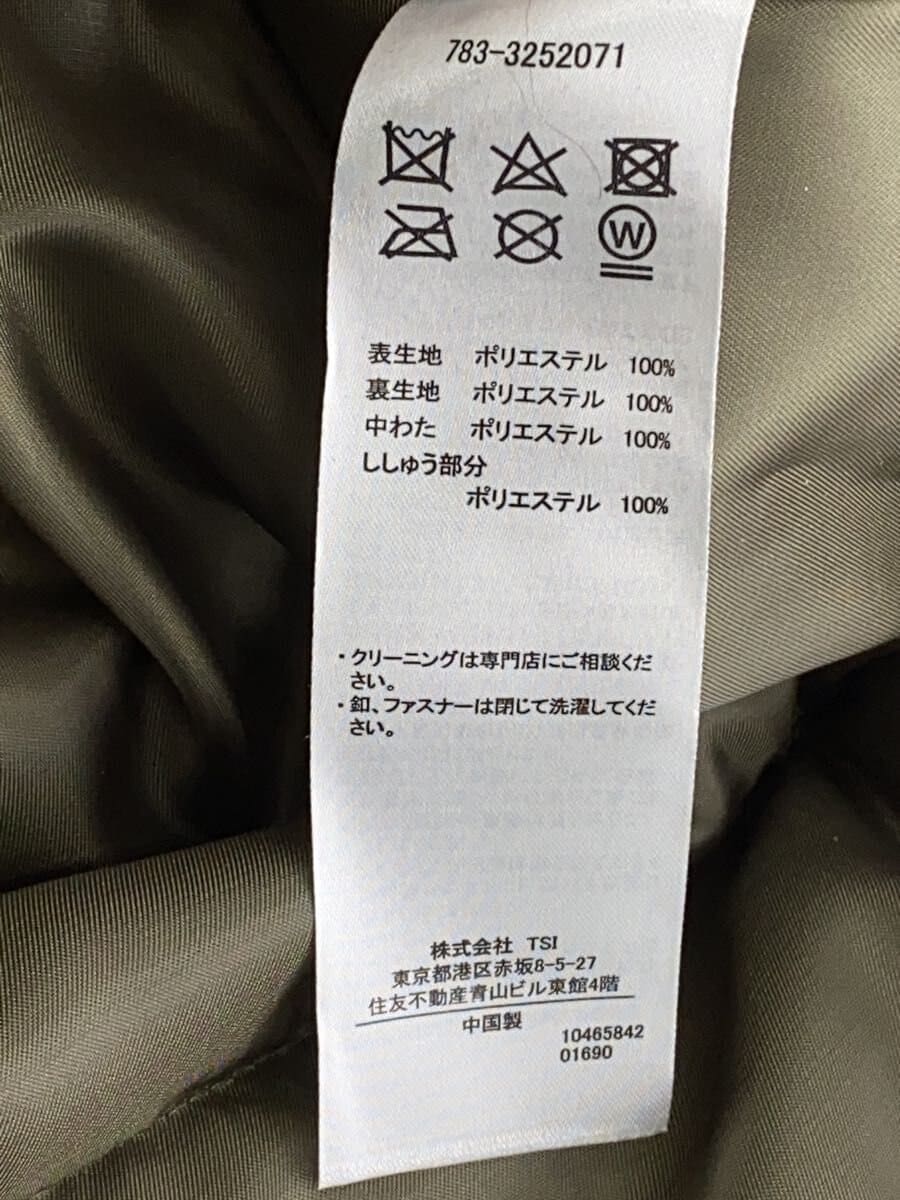 783-3252071
W
表生地 ポリエステル 100%
裏生地 ポリエステル 100%
中わた ポリエステル 100%
ししゅう部分
ポリエステル 100%
・クリーニングは専門店にご相談くだ
さい。
・釦、ファスナーは閉じて洗濯してくだ
さい。
株式会社 TSI
東京都港区赤坂8-5-27
住友不動産青山ビル東館4階
中国製
10465842
01690